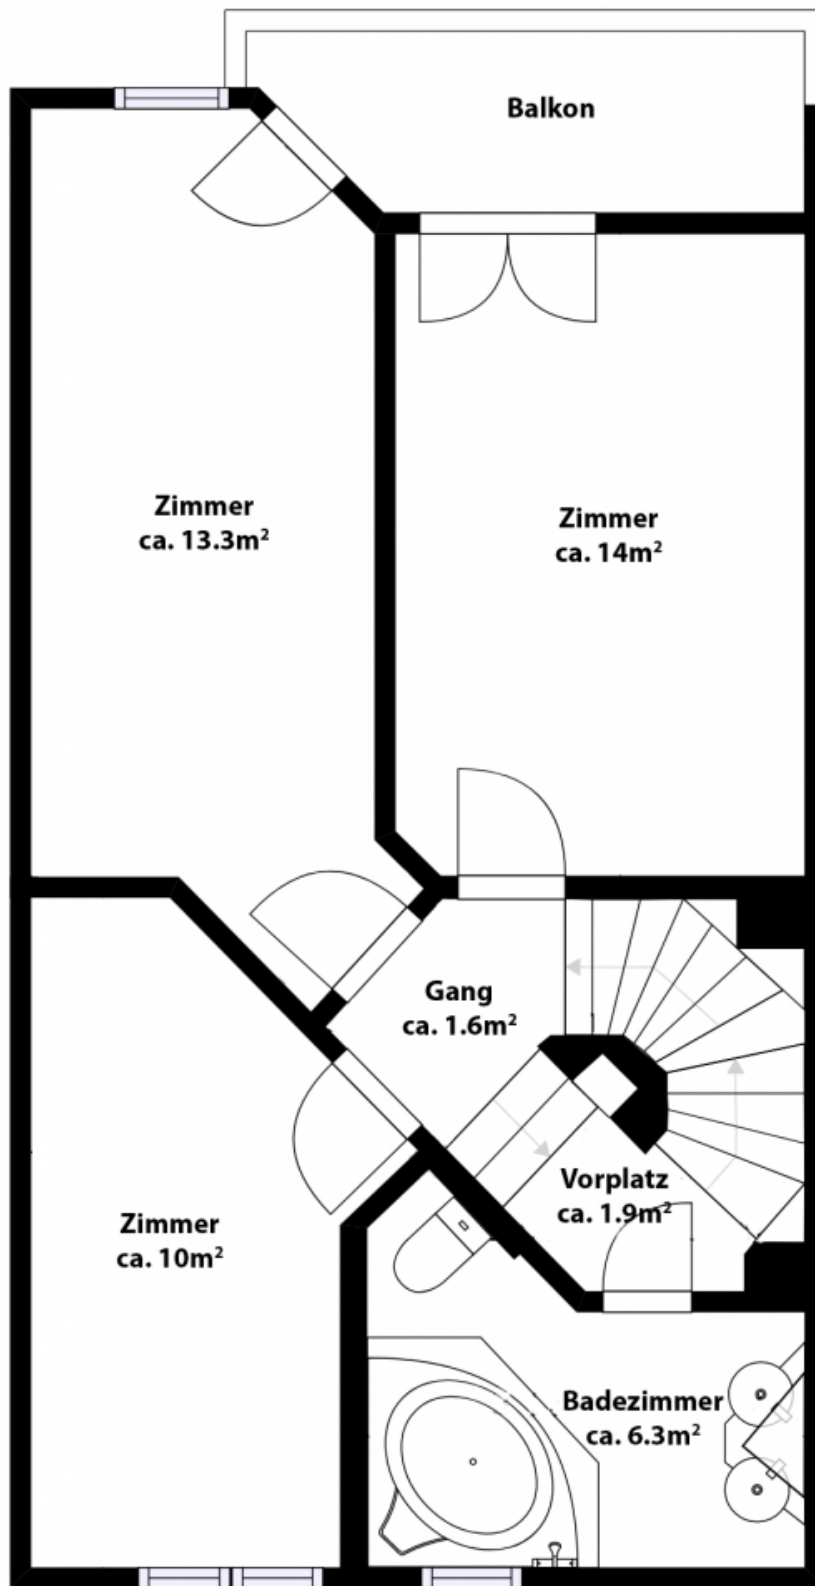 Balkon
Zimmer
ca. 13.3m²
Zimmer
ca. 14m²
Gang
ca. 1.6m²
Vorplatz
ca. 1.9m²
Zimmer
ca. 10m²
Badezimmer
ca. 6.3m²